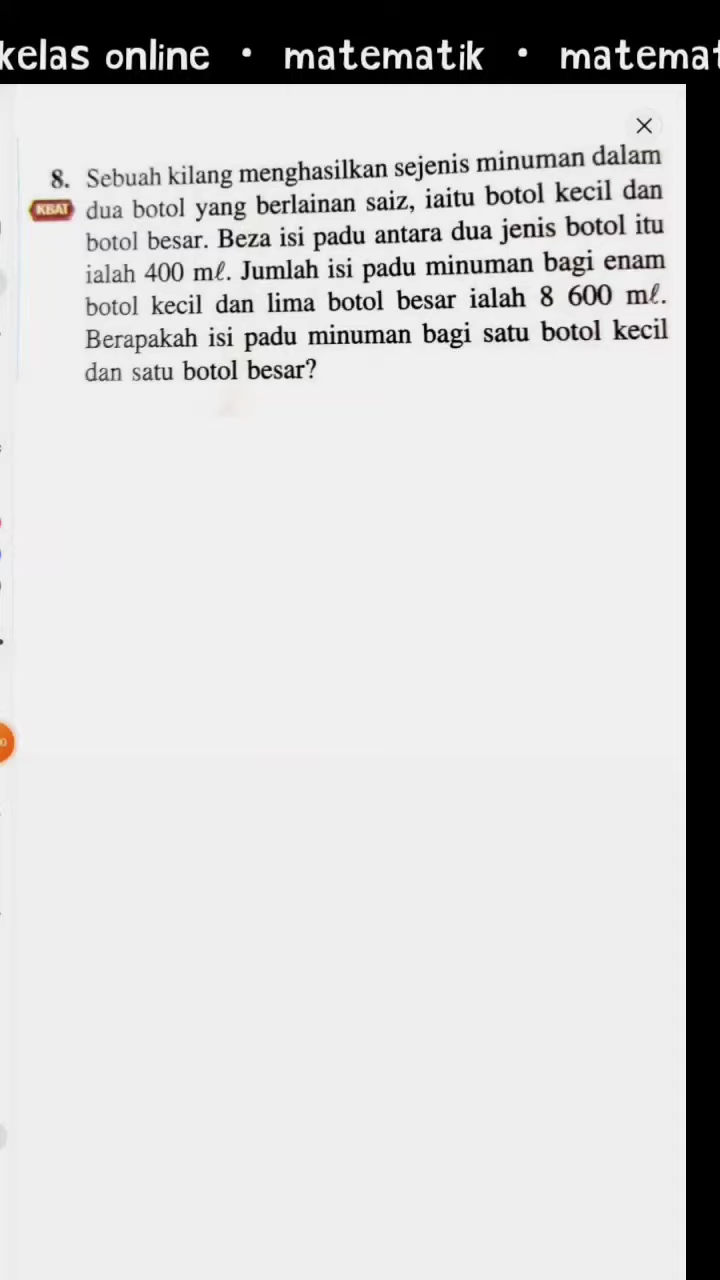 kelas online • matematik •
8. Sebuah kilang menghasilkan sejenis minuman dalam
KBAT dua botol yang berlainan saiz, iaitu botol kecil dan
botol besar. Beza isi padu antara dua jenis botol itu
ialah 400 mℓ. Jumlah isi padu minuman bagi enam
botol kecil dan lima botol besar ialah 8 600 mℓ.
Berapakah isi padu minuman bagi satu botol kecil
dan satu botol besar?